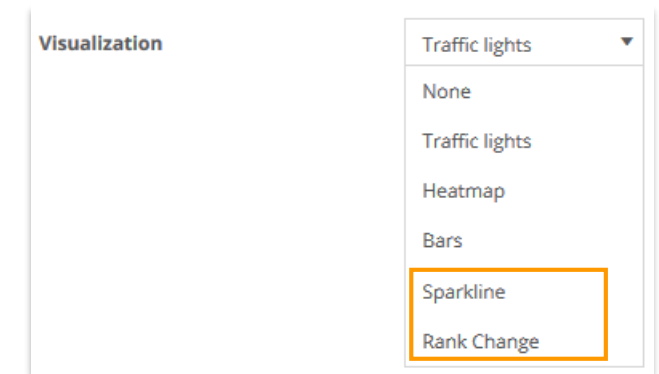 Visualization
Traffic lights
None
Traffic lights
Heatmap
Bars
Sparkline
Rank Change